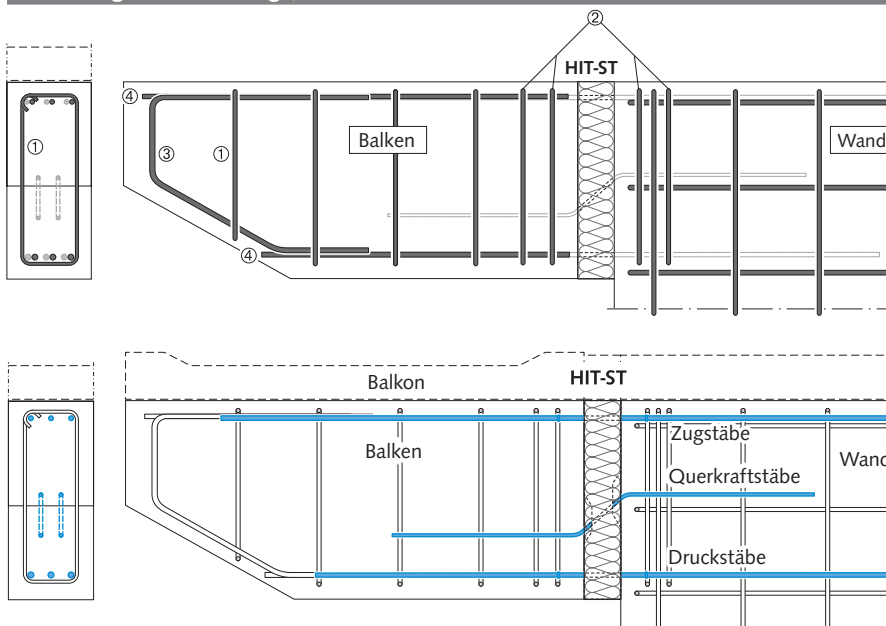 ②
HIT-ST
④
① ③ ① Balken Wand
④
Balkon HIT-ST
Zugstäbe
Balken Wand
Querkraftstäbe
Druckstäbe